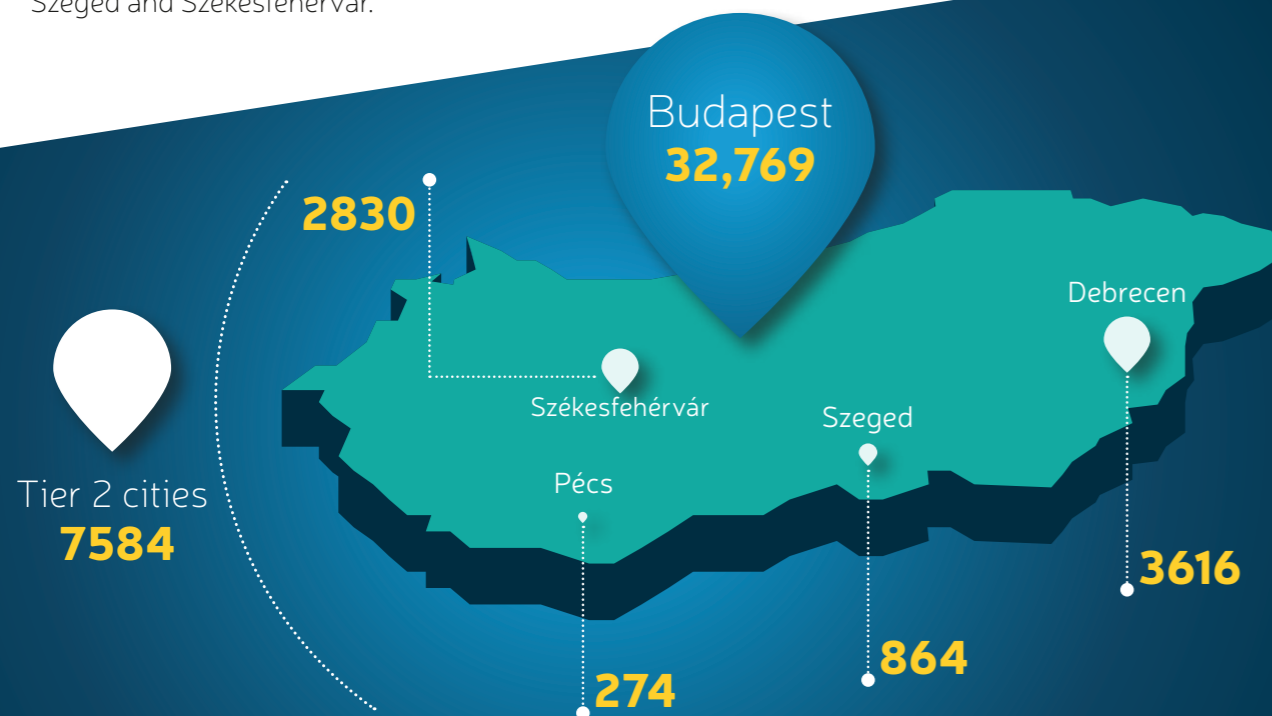 Szeged and Székesfehérvár.
Budapest
32,769
2830
Debrecen
Székesfehérvár
Szeged
Pécs
Tier 2 cities
7584
3616
864
274